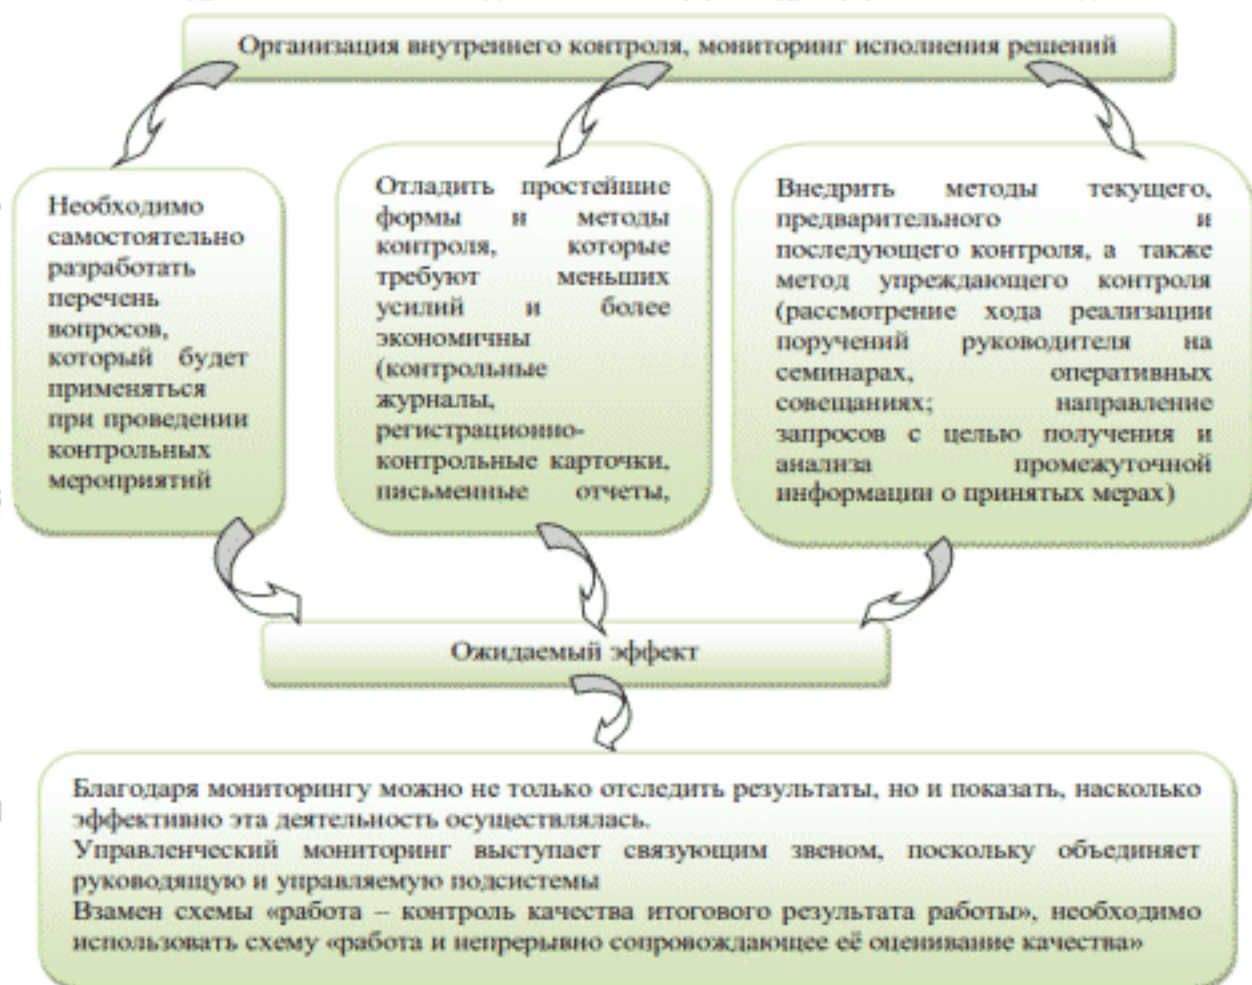 Организация внутреннего контроля, мониторинг исполнения решений
Необходимо
самостоятельно
разработать
перечень
вопросов,
который будет
применяться
при проведении
контрольных
мероприятий
Отладить простейшие
формы и методы
контроля, которые
требуют меньших
усилий и более
экономичны
(контрольные
журналы,
регистрационно-
контрольные карточки,
письменные отчеты,
Внедрить методы текущего,
предварительного и
последующего контроля, а также
метод упреждающего контроля
(рассмотрение хода реализации
поручений руководителя на
семинарах, оперативных
совещаниях; направление
запросов с целью получения и
анализа промежуточной
информации о принятых мерах)
Ожидаемый эффект
Благодаря мониторингу можно не только отследить результаты, но и показать, насколько
эффективно эта деятельность осуществлялась.
Управленческий мониторинг выступает связующим звеном, поскольку объединяет
руководящую и управляемую подсистемы
Взамен схемы «работа – контроль качества итогового результата работы», необходимо
использовать схему «работа и непрерывно сопровождающее её оценивание качества»